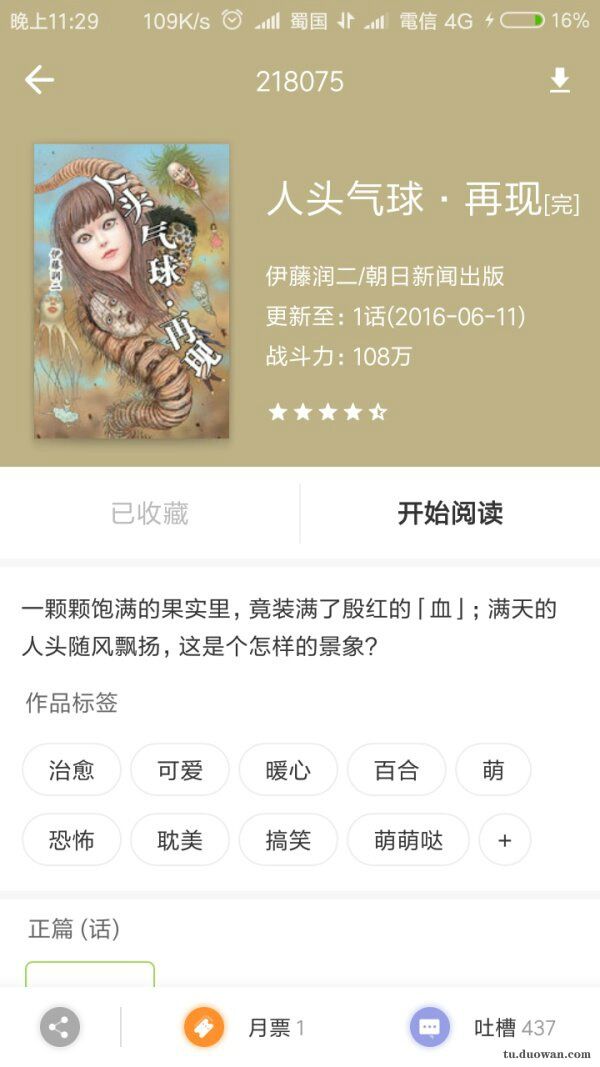 晚上11:29 109K/s 蜀国 電信 4G 16%
218075
人头气球·再现
伊藤润二
人头气球·再现[完]
伊藤润二/朝日新闻出版
更新至: 1话(2016-06-11)
战斗力: 108万
已收藏 开始阅读
一颗颗饱满的果实里, 竟装满了殷红的「血」; 满天的
人头随风飘扬, 这是个怎样的景象?
作品标签
治愈 可爱 暖心 百合 萌
恐怖 耽美 搞笑 萌萌哒 +
正篇 (话)
月票 1 吐槽 437
tu.duowan.com